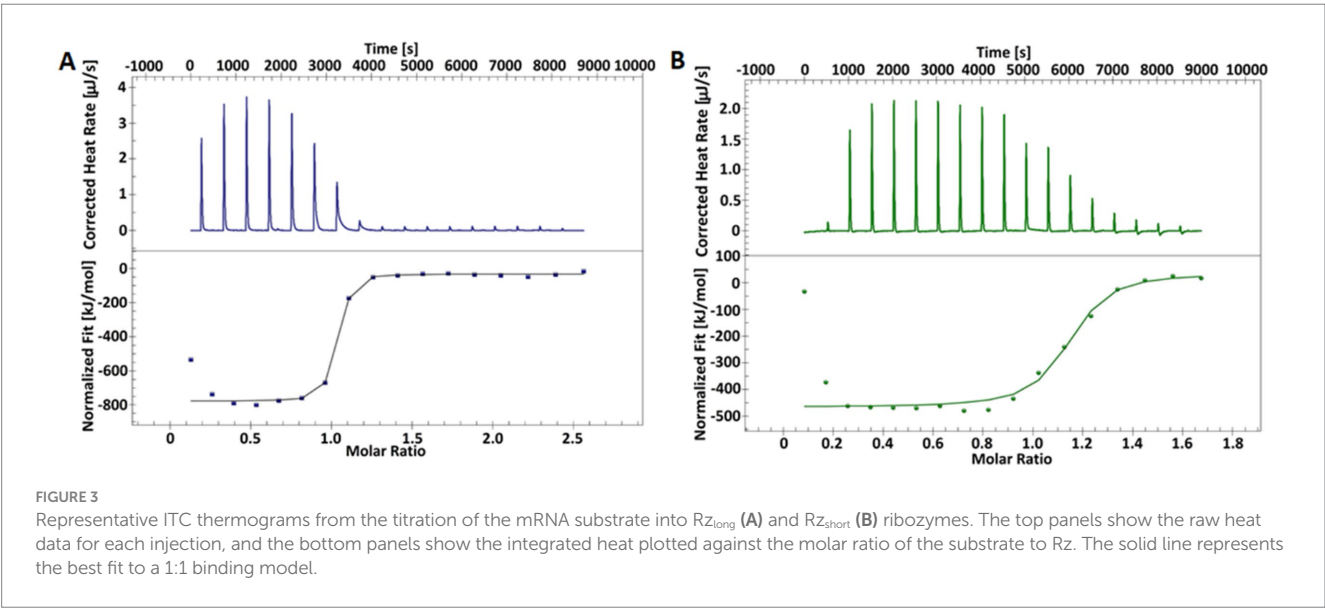 A
Time [s]
-1000 0 1000 2000 3000 4000 5000 6000 7000 8000 9000 10000
Corrected Heat Rate [µJ/s]
4
3
2
1
0
Normalized Fit [kJ/mol]
0
-200
-400
-600
-800
0 0.5 1.0 1.5 2.0 2.5
Molar Ratio
B
Time [s]
-1000 0 1000 2000 3000 4000 5000 6000 7000 8000 9000 10000
Corrected Heat Rate [µJ/s]
2.0
1.5
1.0
0.5
0
Normalized Fit [kJ/mol]
100
0
-100
-200
-300
-400
-500
0 0.2 0.4 0.6 0.8 1.0 1.2 1.4 1.6 1.8
Molar Ratio
FIGURE 3
Representative ITC thermograms from the titration of the mRNA substrate into Rzlong (A) and Rzshort (B) ribozymes. The top panels show the raw heat
data for each injection, and the bottom panels show the integrated heat plotted against the molar ratio of the substrate to Rz. The solid line represents
the best fit to a 1:1 binding model.